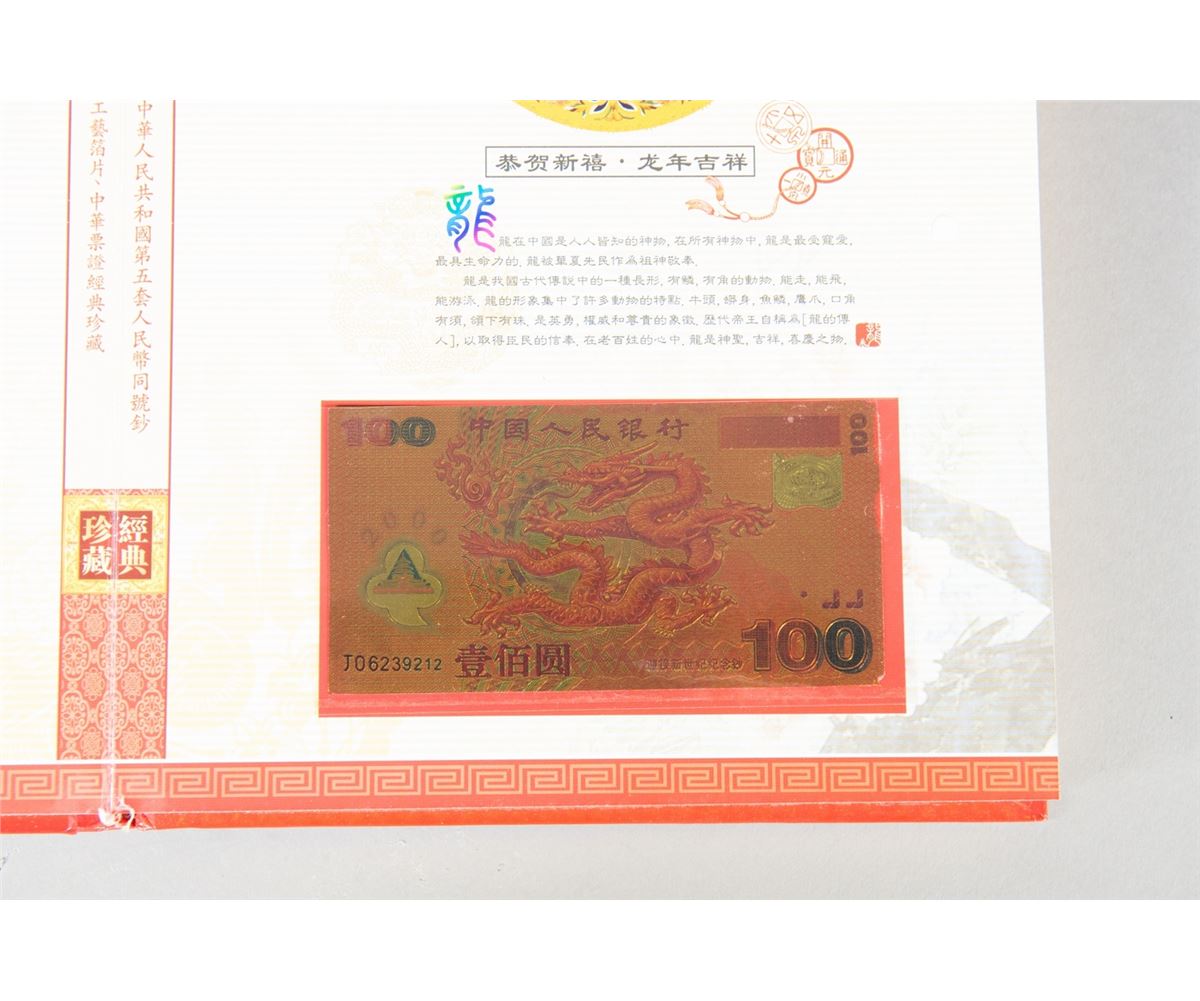 中華人民共和國第五套人民幣同號鈔
工藝箔片、中華票證經典珍藏
經典
珍藏
開元通寶
恭贺新禧·龙年吉祥
龍
龍在中國是人人皆知的神物, 在所有神物中, 龍是最受寵愛,
最具生命力的, 龍被華夏先民作爲祖神敬奉.
龍是我國古代傳説中的一種長形, 有鱗, 有角的動物, 能走, 能飛,
能游泳, 龍的形象集中了許多動物的特點, 牛頭, 蟒身, 魚鱗, 鷹爪, 口角
有須, 頷下有珠, 是英勇, 權威和尊貴的象徵, 歷代帝王自稱爲[龍的傳
人], 以取得臣民的信奉, 在老百姓的心中, 龍是神聖, 吉祥, 喜慶之物.
龍
100
中国人民银行
100
2000
J06239212
壹佰圆
迎接新世纪纪念钞
100